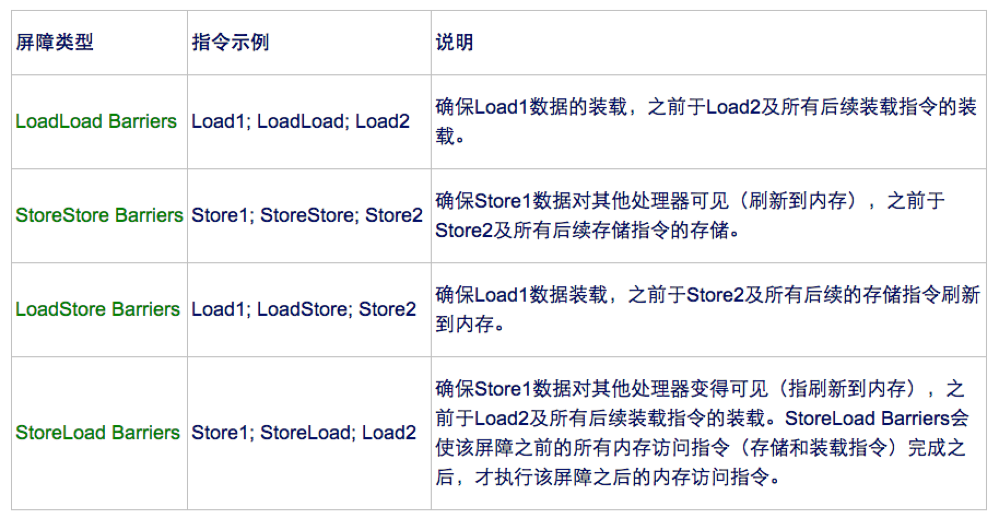 屏障类型 指令示例 说明
LoadLoad Barriers Load1; LoadLoad; Load2 确保Load1数据的装载，之前于Load2及所有后续装载指令的装
载。
StoreStore Barriers Store1; StoreStore; Store2 确保Store1数据对其他处理器可见（刷新到内存），之前于
Store2及所有后续存储指令的存储。
LoadStore Barriers Load1; LoadStore; Store2 确保Load1数据装载，之前于Store2及所有后续的存储指令刷新
到内存。
StoreLoad Barriers Store1; StoreLoad; Load2 确保Store1数据对其他处理器变得可见（指刷新到内存），之
前于Load2及所有后续装载指令的装载。StoreLoad Barriers会
使该屏障之前的所有内存访问指令（存储和装载指令）完成之
后，才执行该屏障之后的内存访问指令。